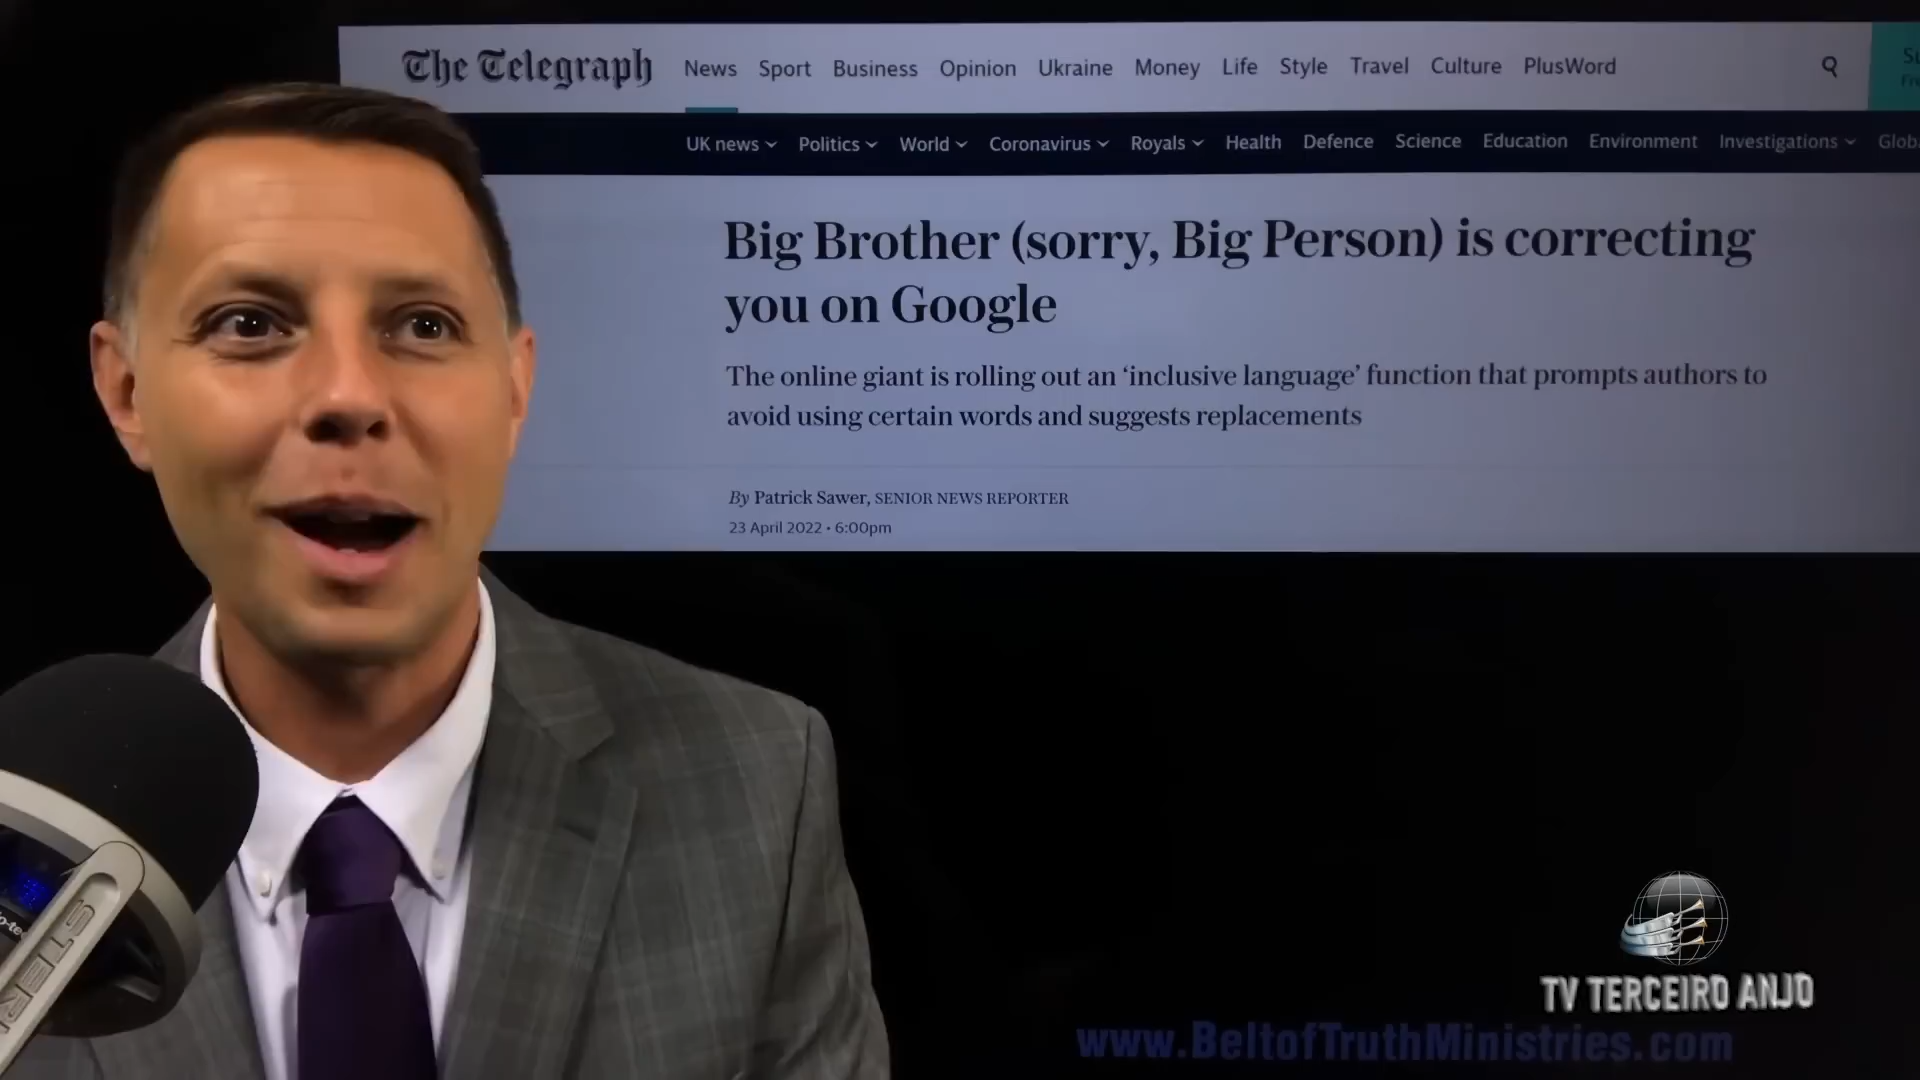 The Telegraph News Sport Business Opinion Ukraine Money Life Style Travel Culture PlusWord
UK news Politics World Coronavirus Royals Health Defence Science Education Environment Investigations
Big Brother (sorry, Big Person) is correcting
you on Google
The online giant is rolling out an ‘inclusive language’ function that prompts authors to
avoid using certain words and suggests replacements
By Patrick Sawer, SENIOR NEWS REPORTER
23 April 2022 • 6:00pm
TV TERCEIRO ANJO
www.BeltofTruthMinistries.com